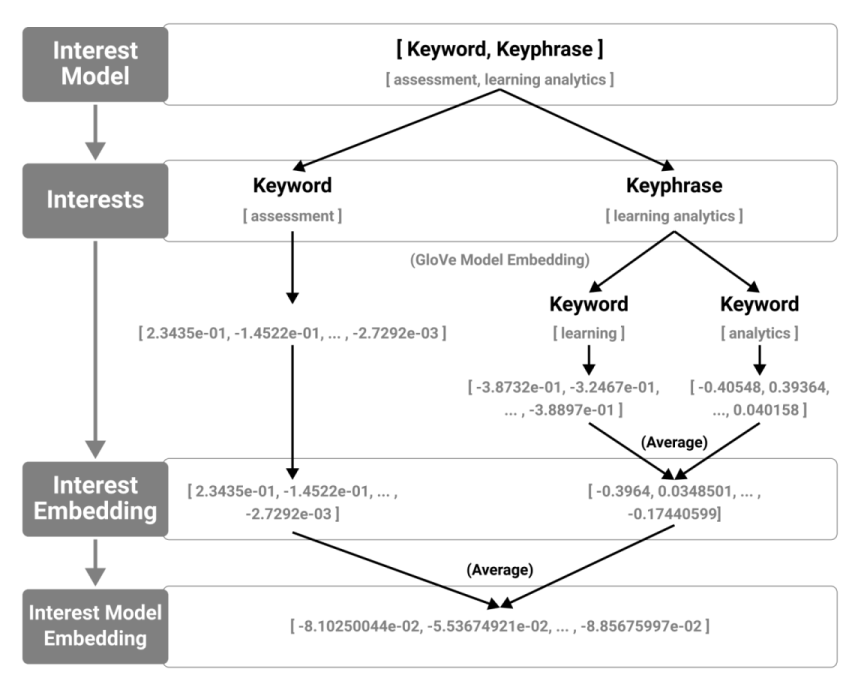 Interest
Model
[ Keyword, Keyphrase ]
[ assessment, learning analytics ]
Interests
Keyword
[ assessment ]
Keyphrase
[ learning analytics ]
(GloVe Model Embedding)
Keyword
[ learning ]
Keyword
[ analytics ]
[ 2.3435e-01, -1.4522e-01, ... , -2.7292e-03 ]
[ -3.8732e-01, -3.2467e-01,
... , -3.8897e-01 ]
[ -0.40548, 0.39364,
..., 0.040158 ]
(Average)
Interest
Embedding
[ 2.3435e-01, -1.4522e-01, ... ,
-2.7292e-03 ]
[ -0.3964, 0.0348501, ... ,
-0.17440599]
(Average)
Interest Model
Embedding
[ -8.10250044e-02, -5.53674921e-02, ... , -8.85675997e-02 ]